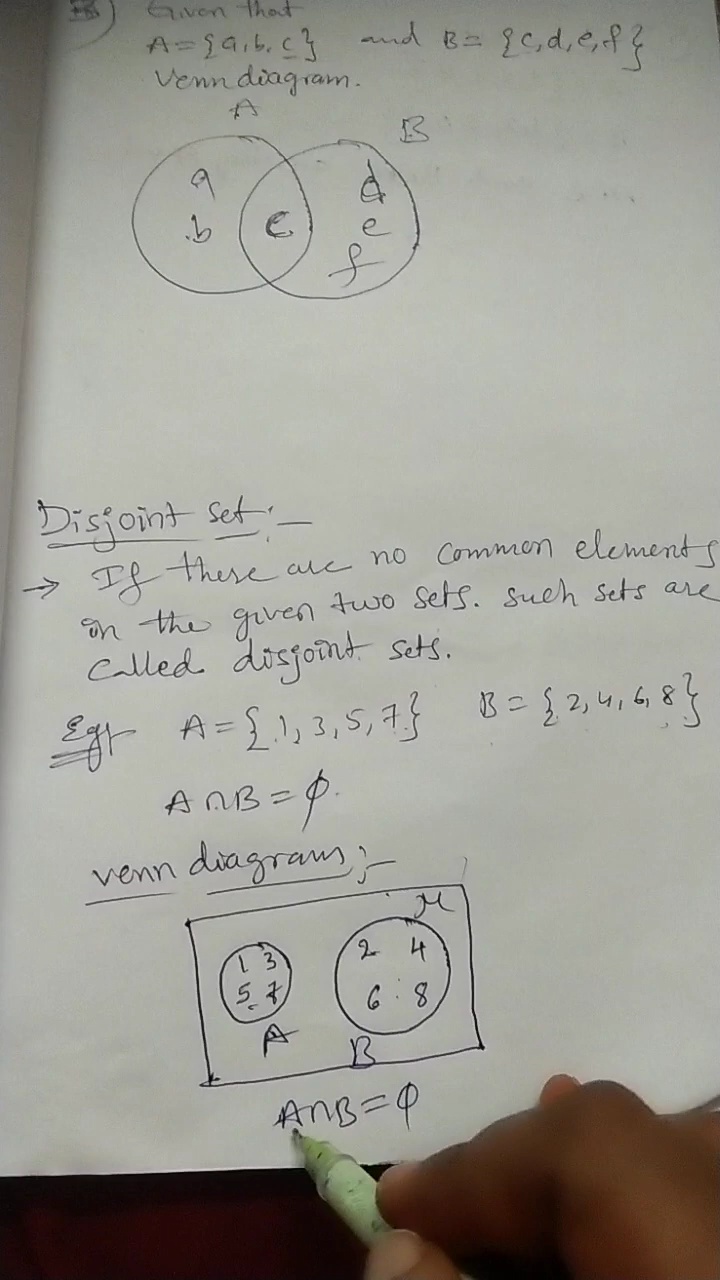 Given that
A = {a, b, c} and B = {c, d, e, f}
Venn diagram.
A
B
a
d
b
c
e
f
Disjoint set :-
→ If there are no common elements
in the given two sets. such sets are
called disjoint sets.
Eg:- A = {1, 3, 5, 7} B = {2, 4, 6, 8}
A ∩ B = ϕ.
venn diagram :-
μ
1 3 2 4
5 7 6 8
A B
A∩B = ϕ